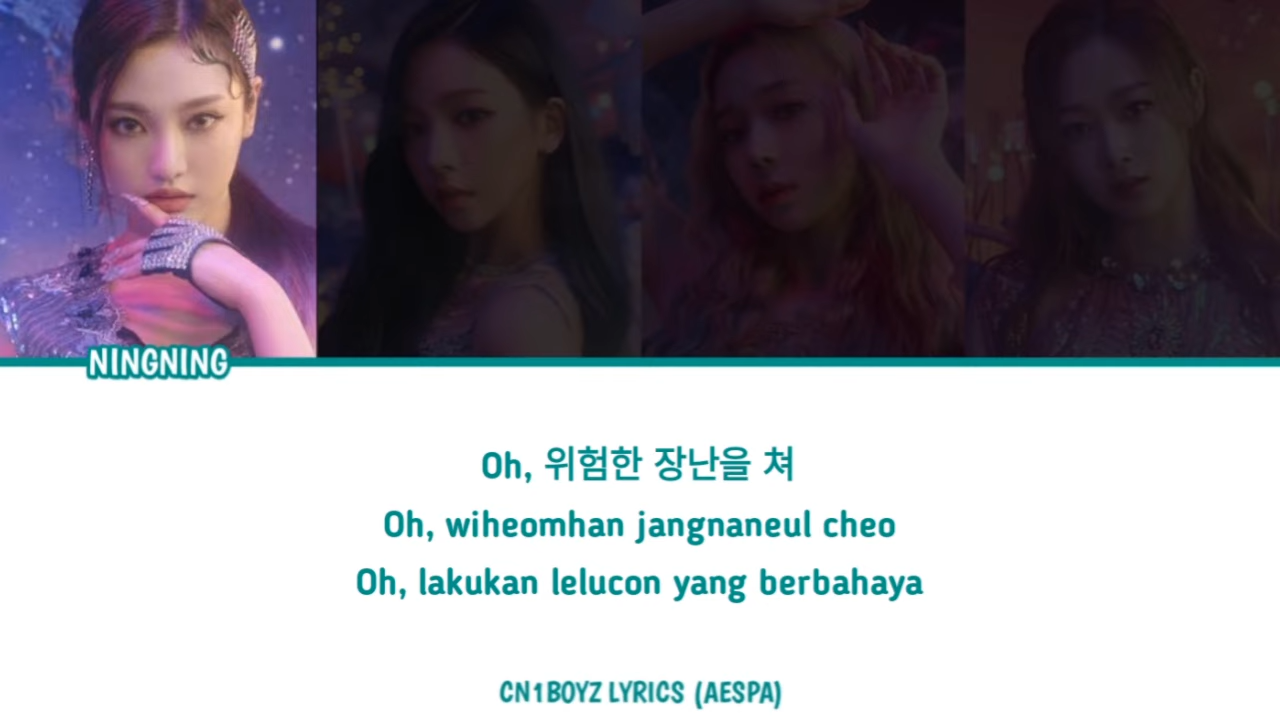 NINGNING
Oh, 위험한 장난을 쳐
Oh, wiheomhan jangnaneul cheo
Oh, lakukan lelucon yang berbahaya
CN1BOYZ LYRICS (AESPA)